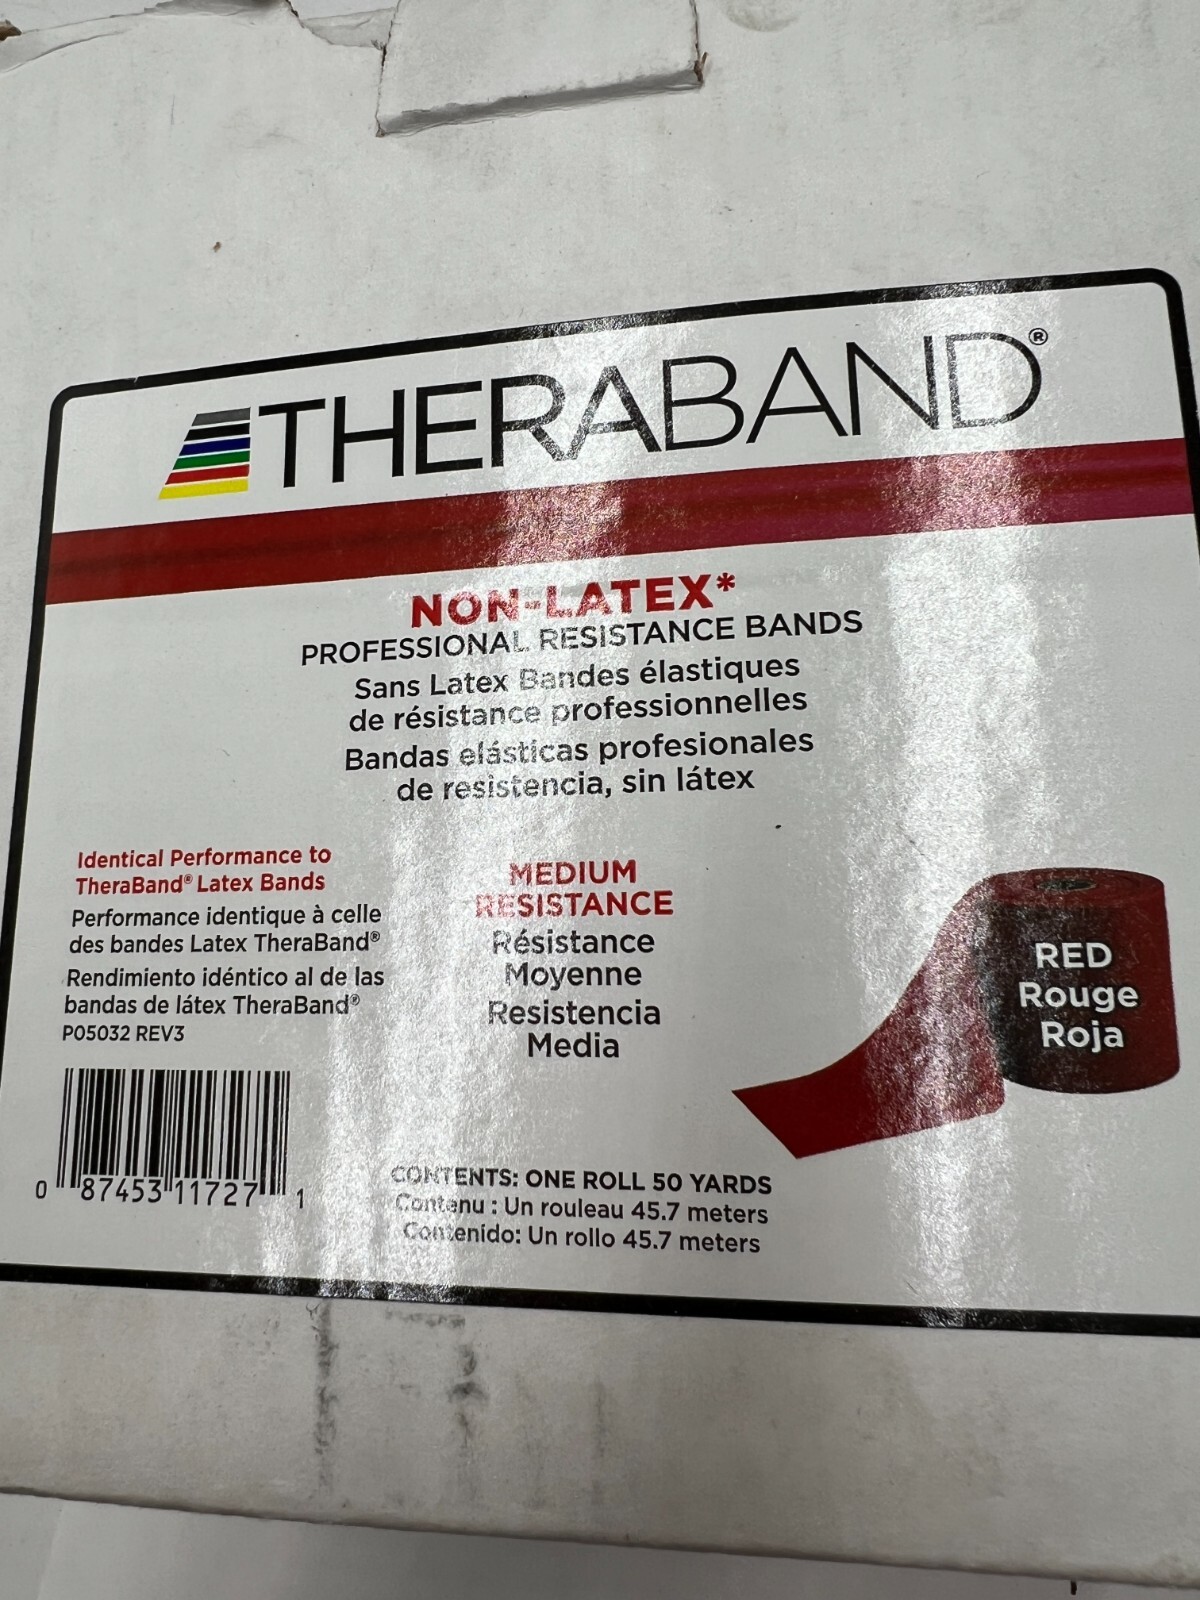 THERABAND®
NON-LATEX*
PROFESSIONAL RESISTANCE BANDS
Sans Latex Bandes élastiques
de résistance professionnelles
Bandas elásticas profesionales
de resistencia, sin látex
Identical Performance to
TheraBand® Latex Bands
Performance identique à celle
des bandes Latex TheraBand®
Rendimiento idéntico al de las
bandas de látex TheraBand®
P05032 REV3
0 87453 11727 1
MEDIUM
RESISTANCE
Résistance
Moyenne
Resistencia
Media
RED
Rouge
Roja
CONTENTS: ONE ROLL 50 YARDS
Contenu : Un rouleau 45.7 meters
Contenido: Un rollo 45.7 meters